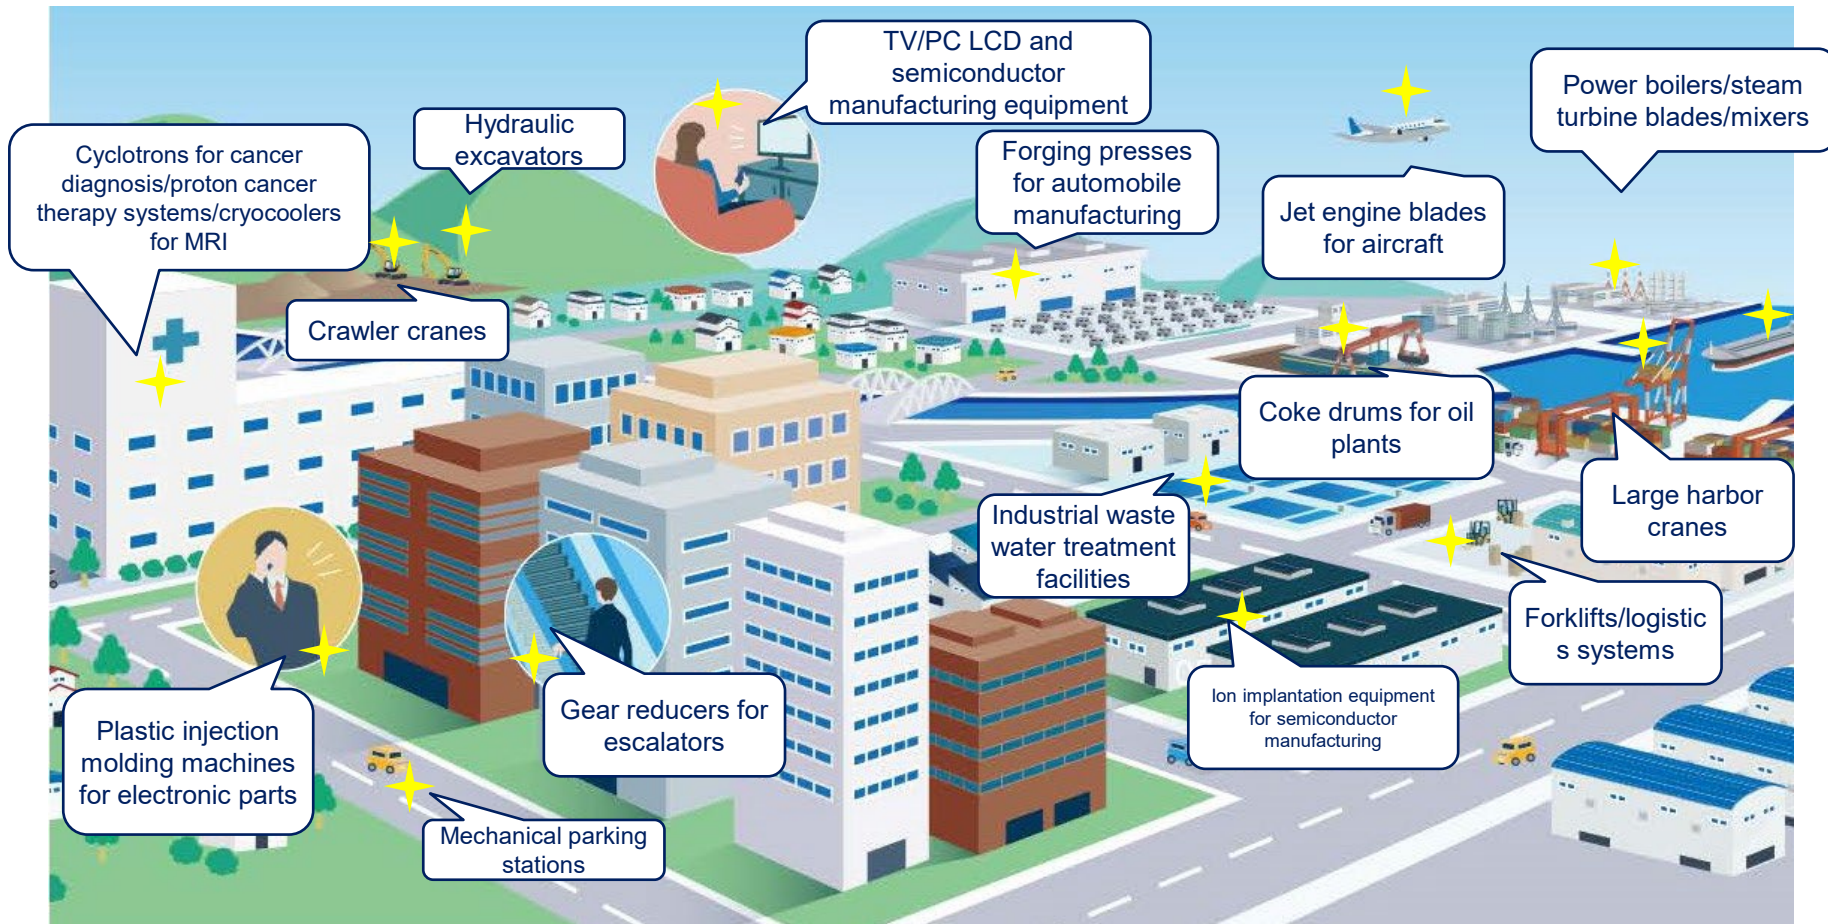 TV/PC LCD and
semiconductor
manufacturing equipment
Power boilers/steam
turbine blades/mixers
Hydraulic
excavators
Cyclotrons for cancer
diagnosis/proton cancer
therapy systems/cryocoolers
for MRI
Forging presses
for automobile
manufacturing
Jet engine blades
for aircraft
Crawler cranes
Coke drums for oil
plants
Large harbor
cranes
Industrial waste
water treatment
facilities
Forklifts/logistic
s systems
Ion implantation equipment
for semiconductor
manufacturing
Gear reducers for
escalators
Plastic injection
molding machines
for electronic parts
Mechanical parking
stations